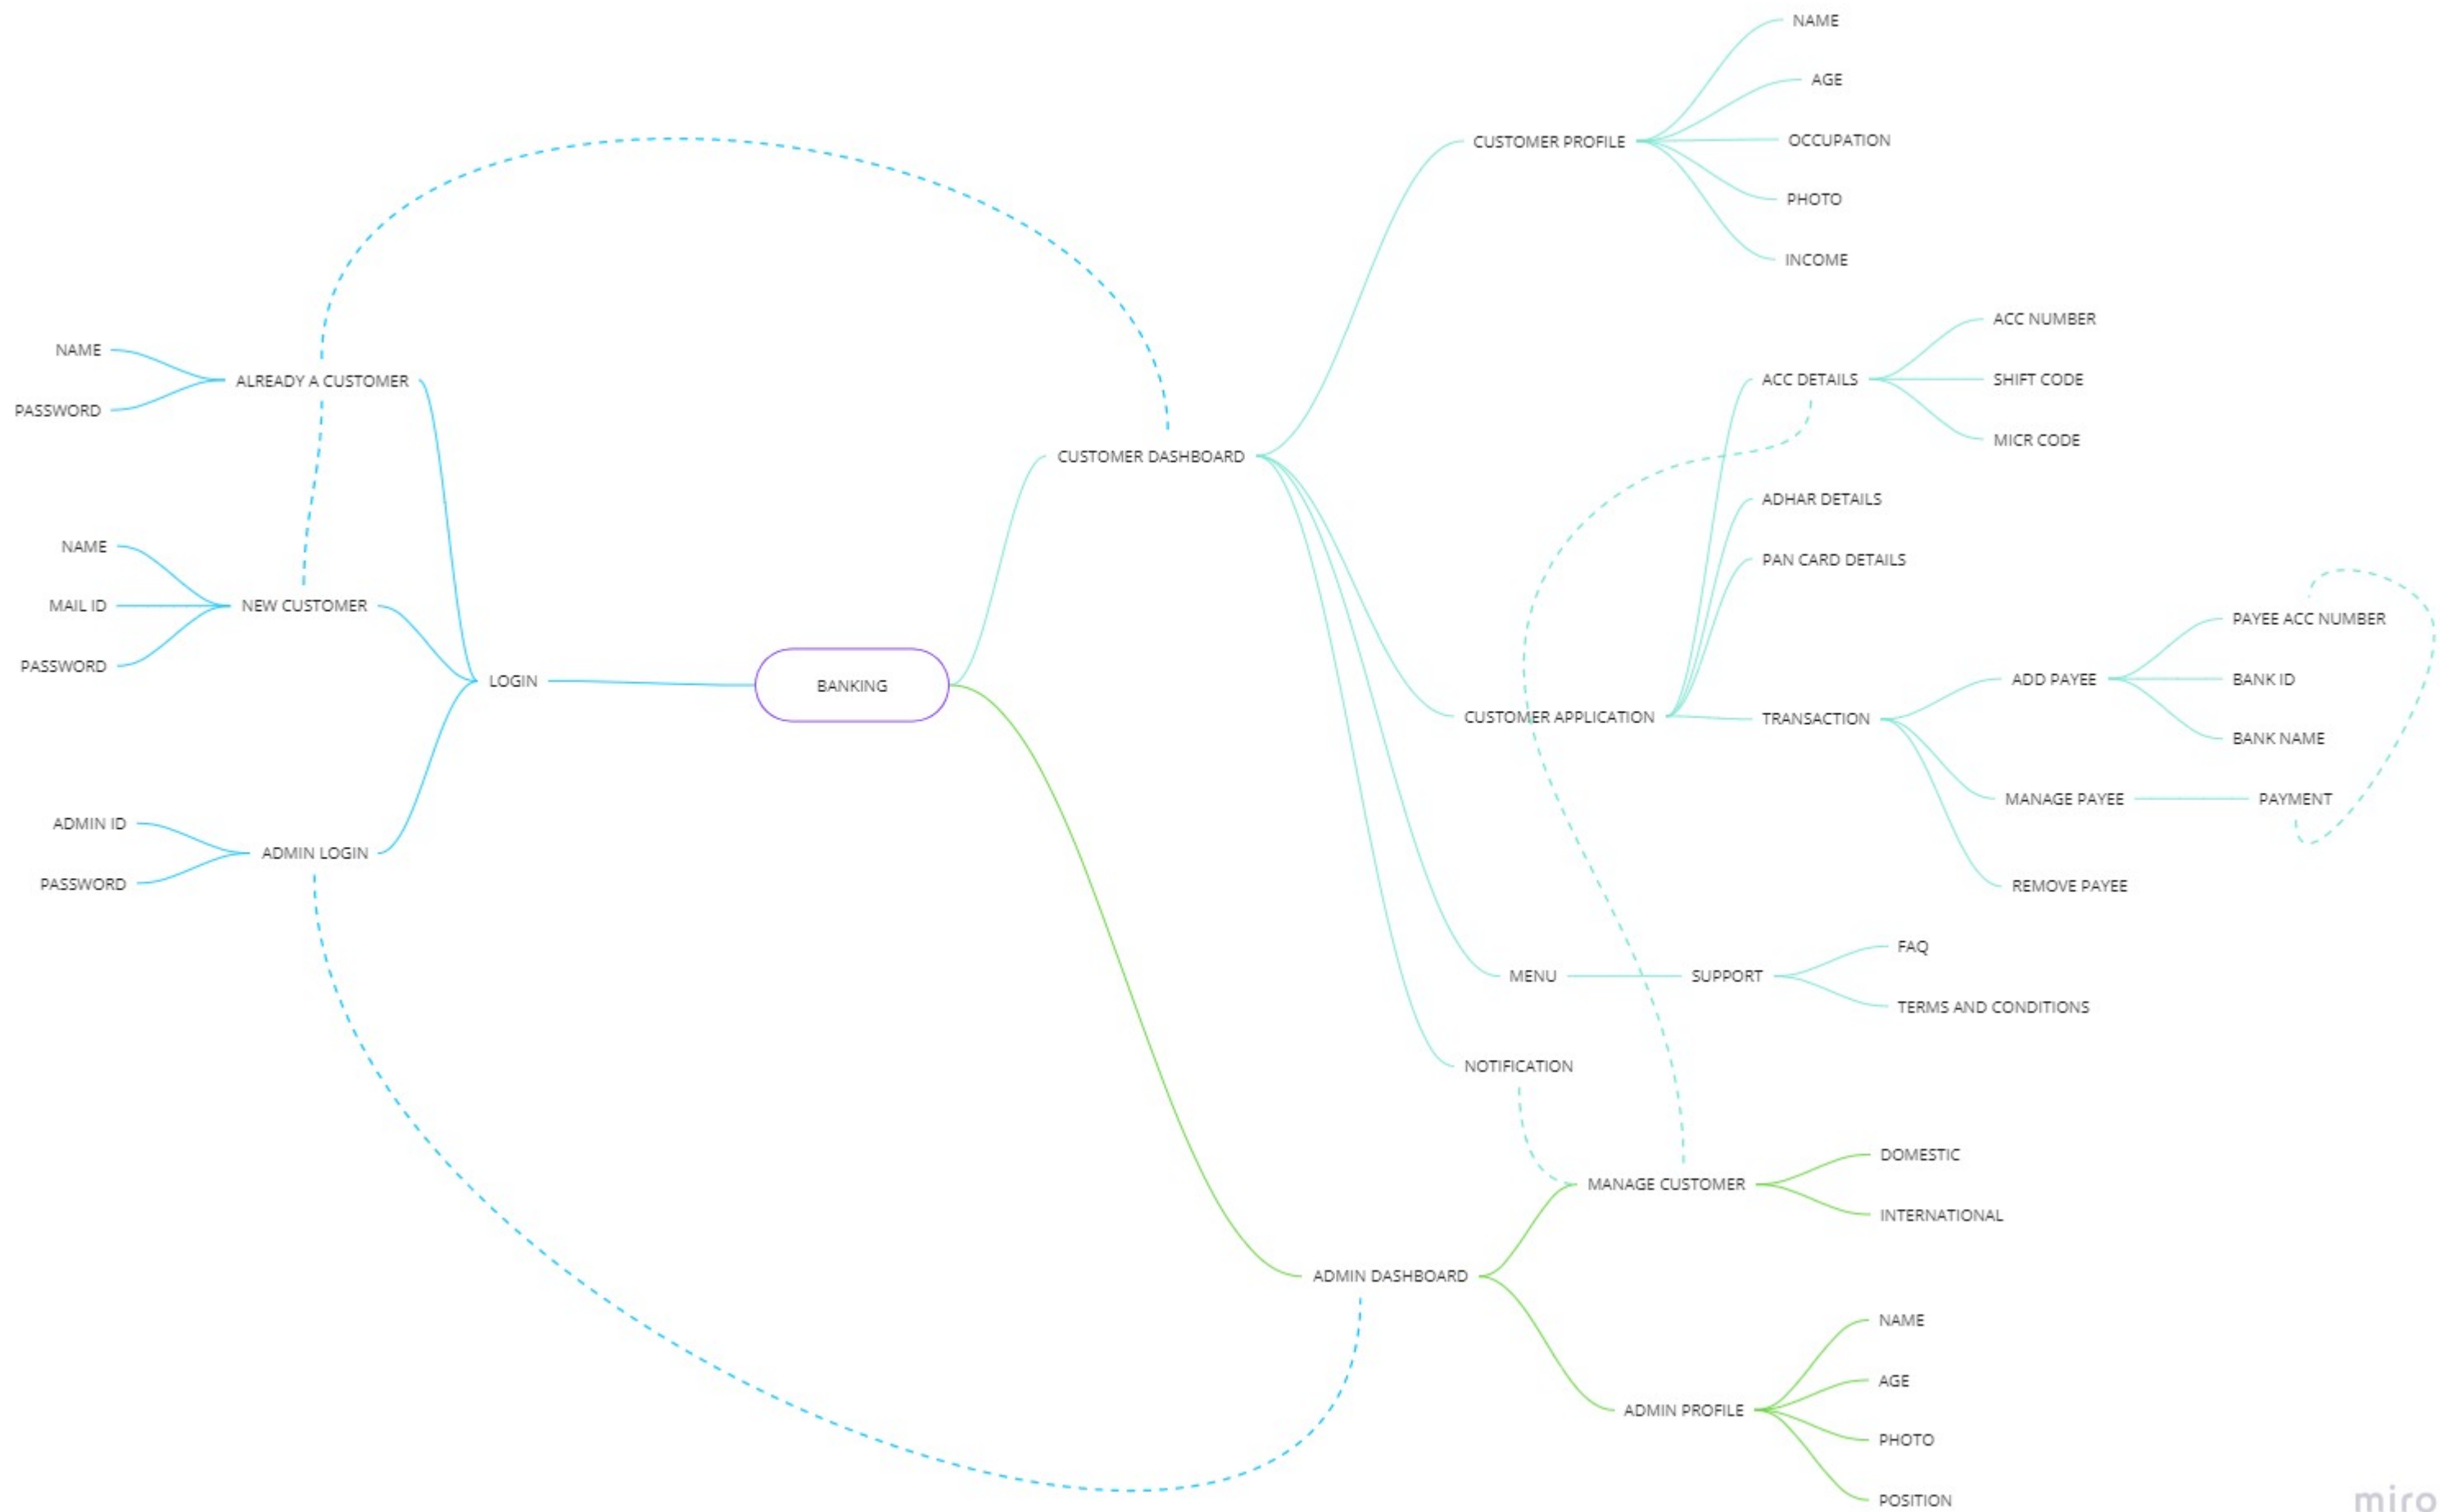 NAME
PASSWORD
ALREADY A CUSTOMER
NAME
MAIL ID
PASSWORD
NEW CUSTOMER
ADMIN ID
PASSWORD
ADMIN LOGIN
LOGIN
BANKING
CUSTOMER DASHBOARD
CUSTOMER PROFILE
NAME
AGE
OCCUPATION
PHOTO
INCOME
CUSTOMER APPLICATION
ACC DETAILS
ACC NUMBER
SHIFT CODE
MICR CODE
ADHAR DETAILS
PAN CARD DETAILS
TRANSACTION
ADD PAYEE
PAYEE ACC NUMBER
BANK ID
BANK NAME
MANAGE PAYEE
PAYMENT
REMOVE PAYEE
MENU
SUPPORT
FAQ
TERMS AND CONDITIONS
NOTIFICATION
ADMIN DASHBOARD
MANAGE CUSTOMER
DOMESTIC
INTERNATIONAL
ADMIN PROFILE
NAME
AGE
PHOTO
POSITION
miro